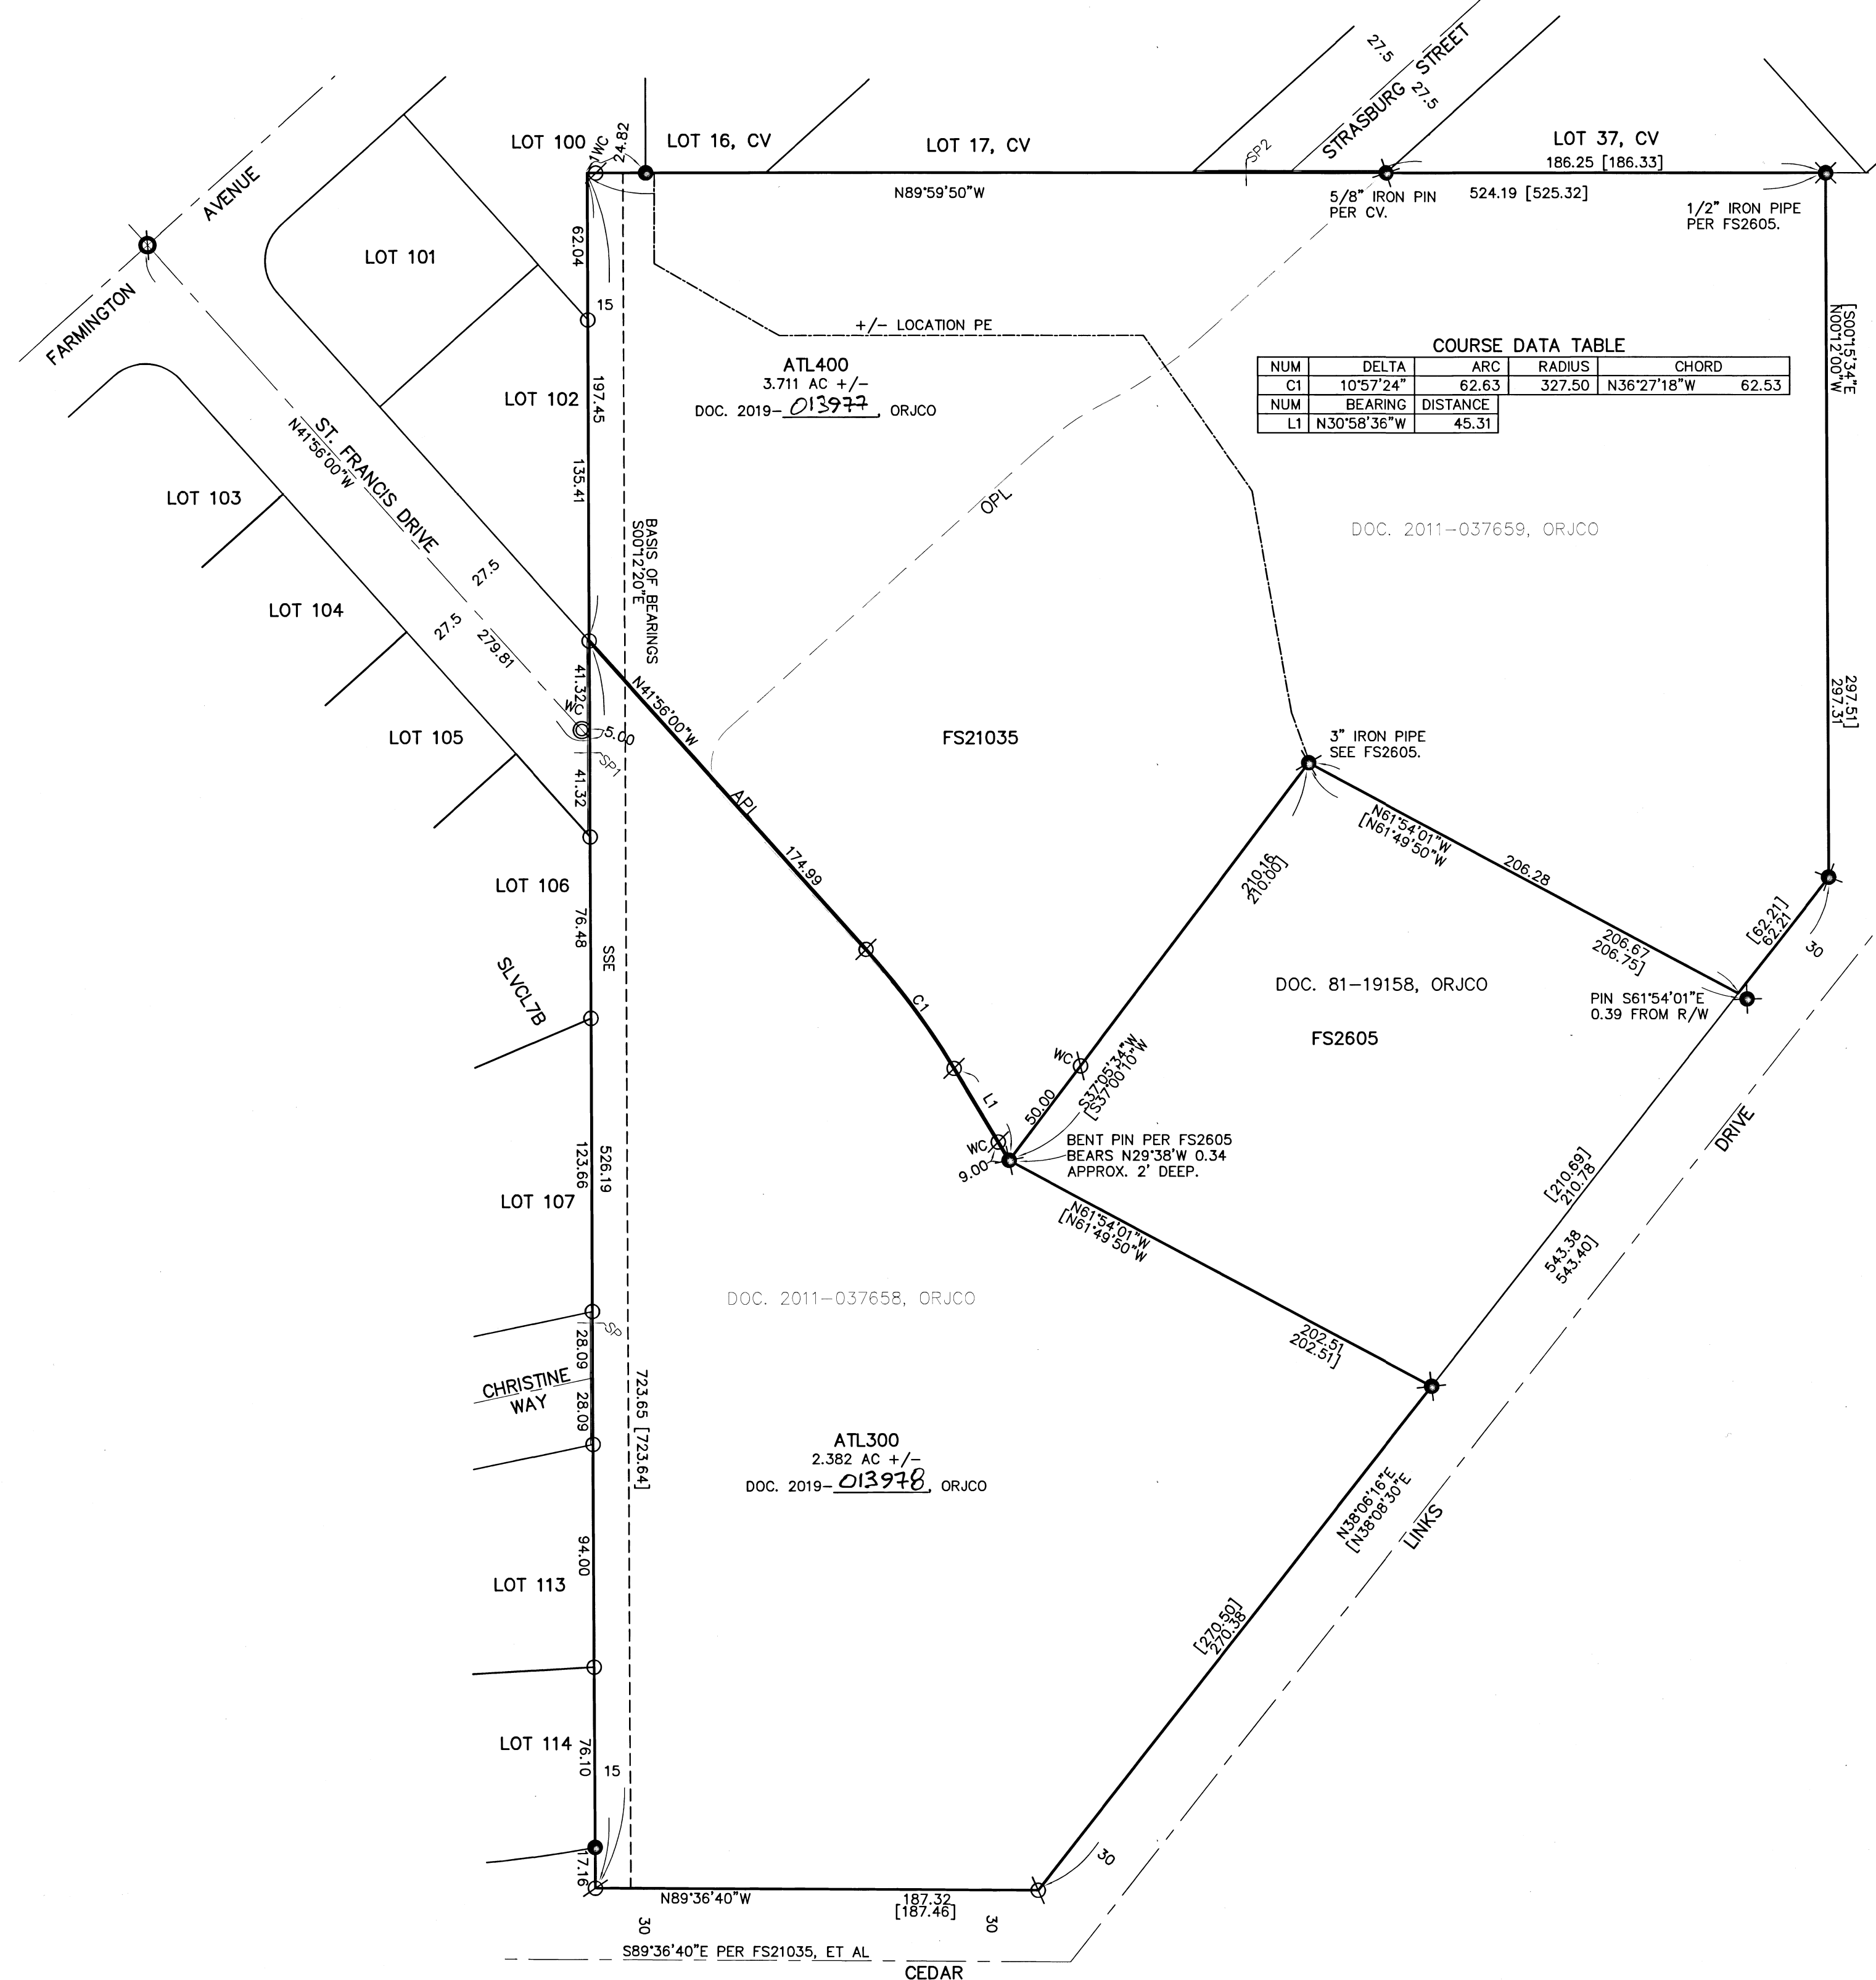 27.5
STRASBURG STREET
27.5
LOT 100
1WC
24.82
LOT 16, CV
LOT 17, CV
SP2
LOT 37, CV
186.25 [186.33]
N89°59'50"W
5/8" IRON PIN
PER CV.
524.19 [525.32]
1/2" IRON PIPE
PER FS2605.
FARMINGTON AVENUE
LOT 101
62.04
15
+/- LOCATION PE
[S00°15'34"E
N00°12'00"W
297.51]
297.31
COURSE DATA TABLE
NUM DELTA ARC RADIUS CHORD
C1 10°57'24" 62.63 327.50 N36°27'18"W 62.53
NUM BEARING DISTANCE
L1 N30°58'36"W 45.31
ATL400
3.711 AC +/-
DOC. 2019-013977, ORJCO
LOT 102
197.45
135.41
ST. FRANCIS DRIVE
N41°56'00"W
LOT 103
LOT 104
27.5
27.5
279.81
BASIS OF BEARINGS
S00°12'20"E
OPL
DOC. 2011-037659, ORJCO
41.32
WC
5.00
SP1
41.32
LOT 105
N41°56'00"W
APL
174.99
FS21035
3" IRON PIPE
SEE FS2605.
N61°54'01"W
[N61°49'50"W
206.28
206.67
206.75]
210.16
210.00]
[62.21]
62.21
30
LOT 106
76.48
SSE
SLVCL7B
C1
DOC. 81-19158, ORJCO
PIN S61°54'01"E
0.39 FROM R/W
FS2605
WC
S37°05'34"W
[S37°00'10"W
50.00
L1
WC
9.00
BENT PIN PER FS2605
BEARS N29°38'W 0.34
APPROX. 2' DEEP.
LINKS DRIVE
LOT 107
123.66
526.19
N61°54'01"W
[N61°49'50"W
[210.69]
210.78
543.38
543.40]
DOC. 2011-037658, ORJCO
SP
28.09
CHRISTINE
WAY
28.09
202.51
202.51]
723.65 [723.64]
ATL300
2.382 AC +/-
DOC. 2019-013978, ORJCO
N38°06'16"E
[N38°08'30"E
94.00
LOT 113
[270.50]
270.38
LOT 114
76.10
15
17.16
30
N89°36'40"W
187.32
[187.46]
30
30
S89°36'40"E PER FS21035, ET AL
CEDAR